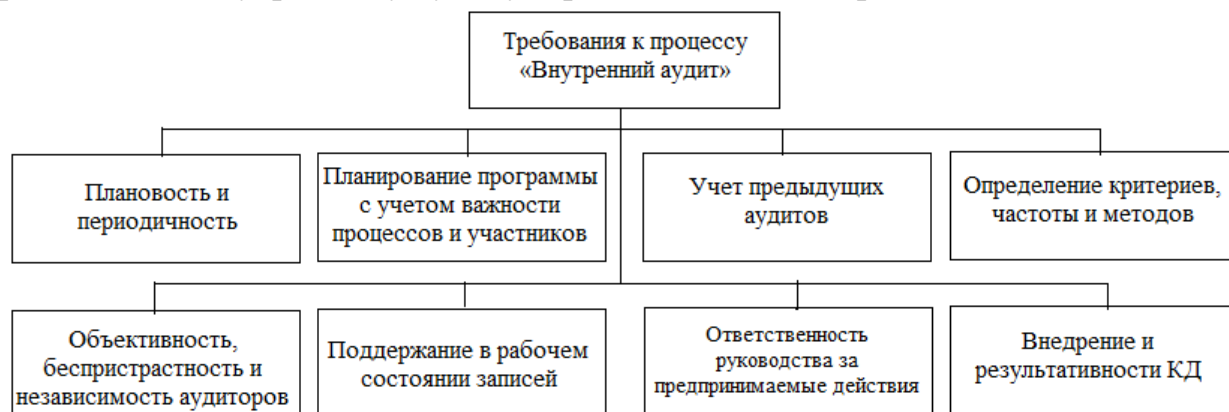 Требования к процессу
«Внутренний аудит»
Плановость и
периодичность
Планирование программы
с учетом важности
процессов и участников
Учет предыдущих
аудитов
Определение критериев,
частоты и методов
Объективность,
беспристрастность и
независимость аудиторов
Поддержание в рабочем
состоянии записей
Ответственность
руководства за
предпринимаемые действия
Внедрение и
результативности КД